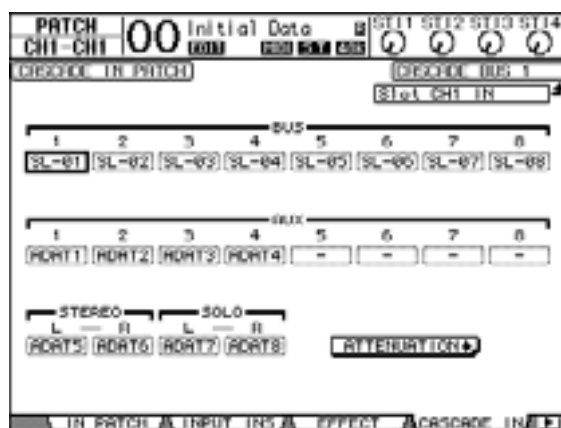 PATCH
CH1-CH1
00
Initial Data
EDIT
MIDI
ST1 ST2 ST3 ST4
CASCADE IN PATCH
CASCADE BUS 1
Slot CH1 IN
BUS
1 2 3 4 5 6 7 8
SL-01 SL-02 SL-03 SL-04 SL-05 SL-06 SL-07 SL-08
AUX
1 2 3 4 5 6 7 8
ADAT1 ADAT2 ADAT3 ADAT4 - - - -
STEREO SOLO
L — R L — R
ADAT5 ADAT6 ADAT7 ADAT8
ATTENUATION
IN PATCH INPUT INS EFFECT CASCADE IN